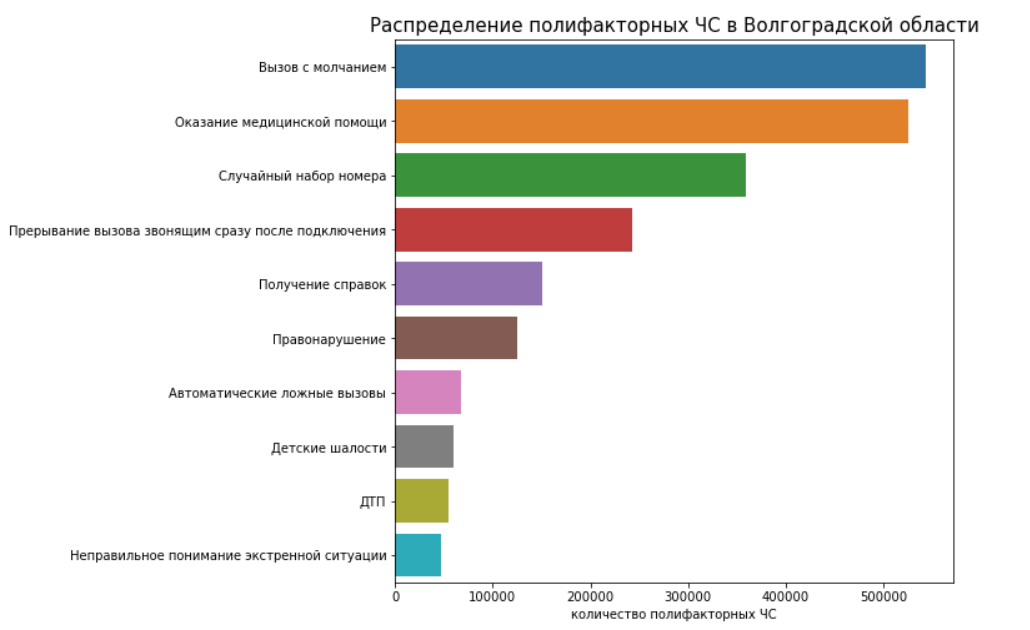 Распределение полифакторных ЧС в Волгоградской области
Вызов с молчанием
Оказание медицинской помощи
Случайный набор номера
Прерывание вызова звонящим сразу после подключения
Получение справок
Правонарушение
Автоматические ложные вызовы
Детские шалости
ДТП
Неправильное понимание экстренной ситуации
0 100000 200000 300000 400000 500000
количество полифакторных ЧС